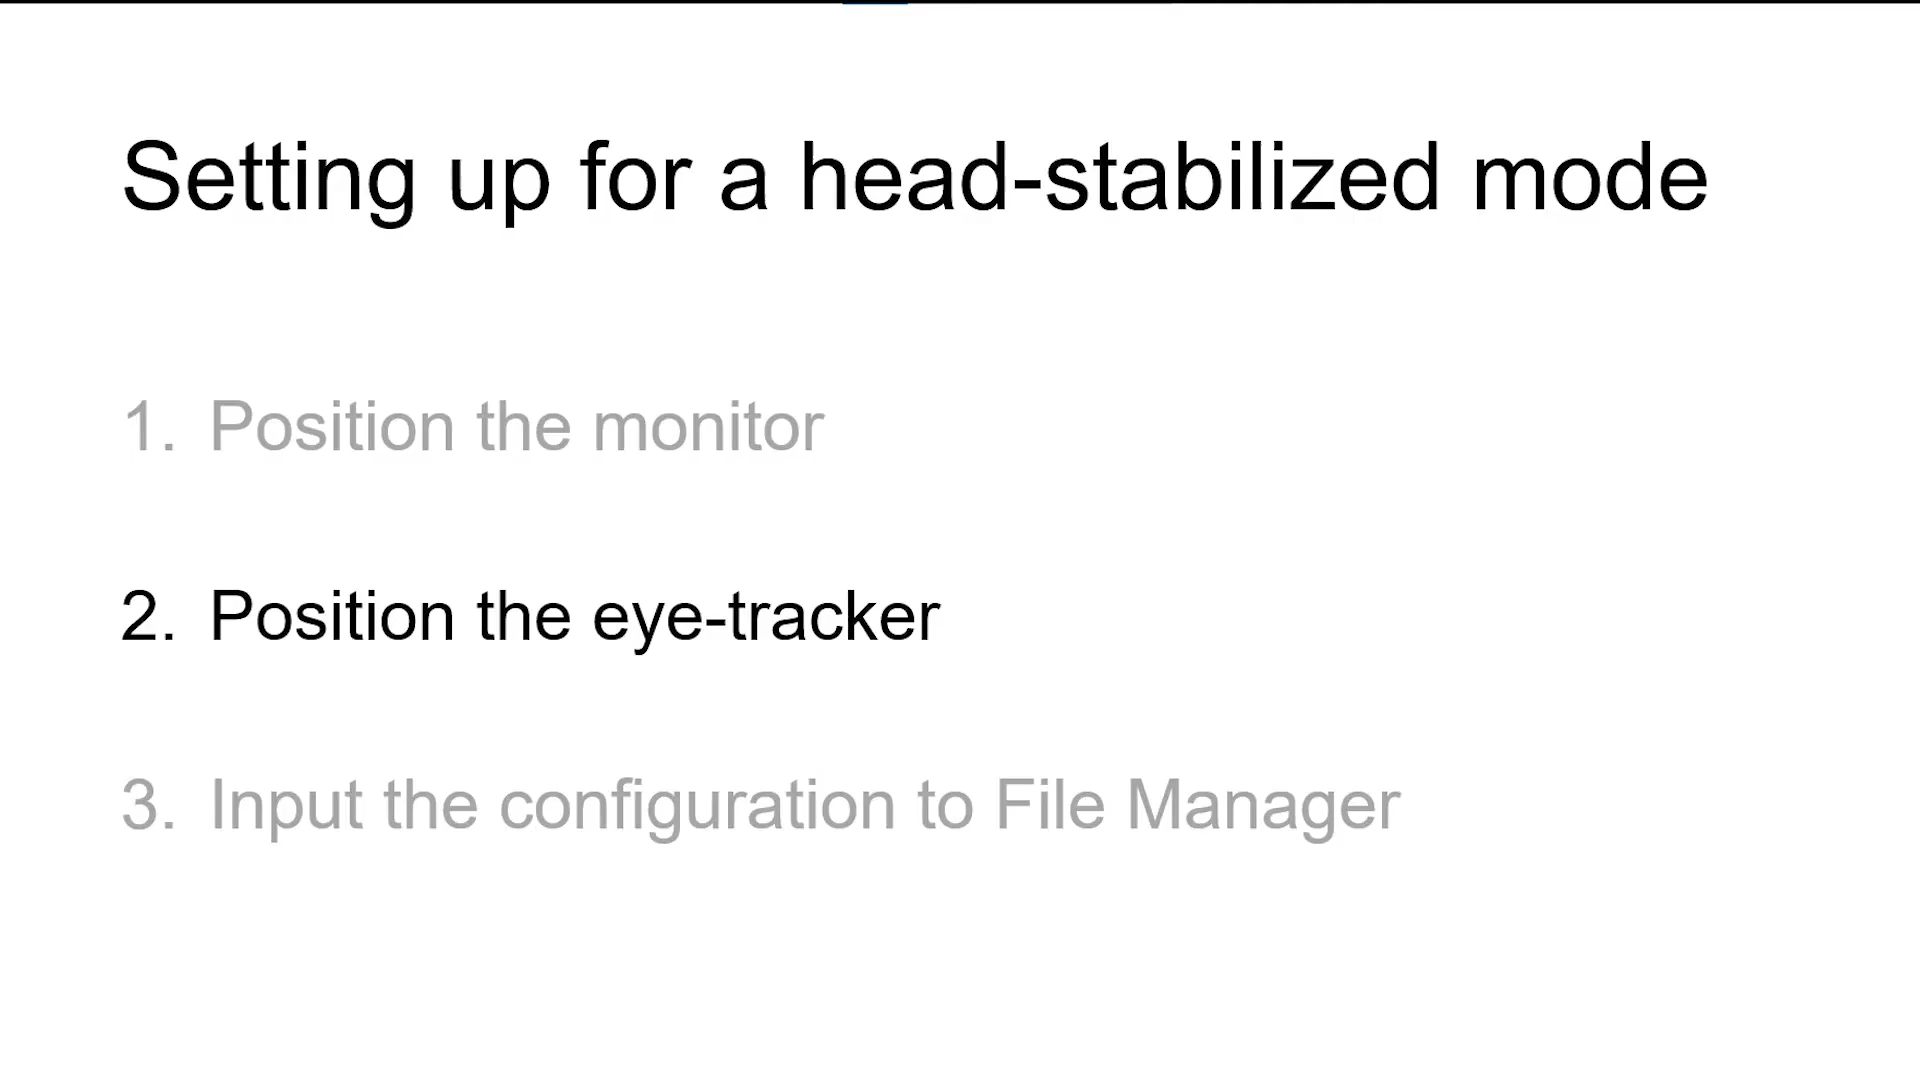 Setting up for a head-stabilized mode
1. Position the monitor
2. Position the eye-tracker
3. Input the configuration to File Manager